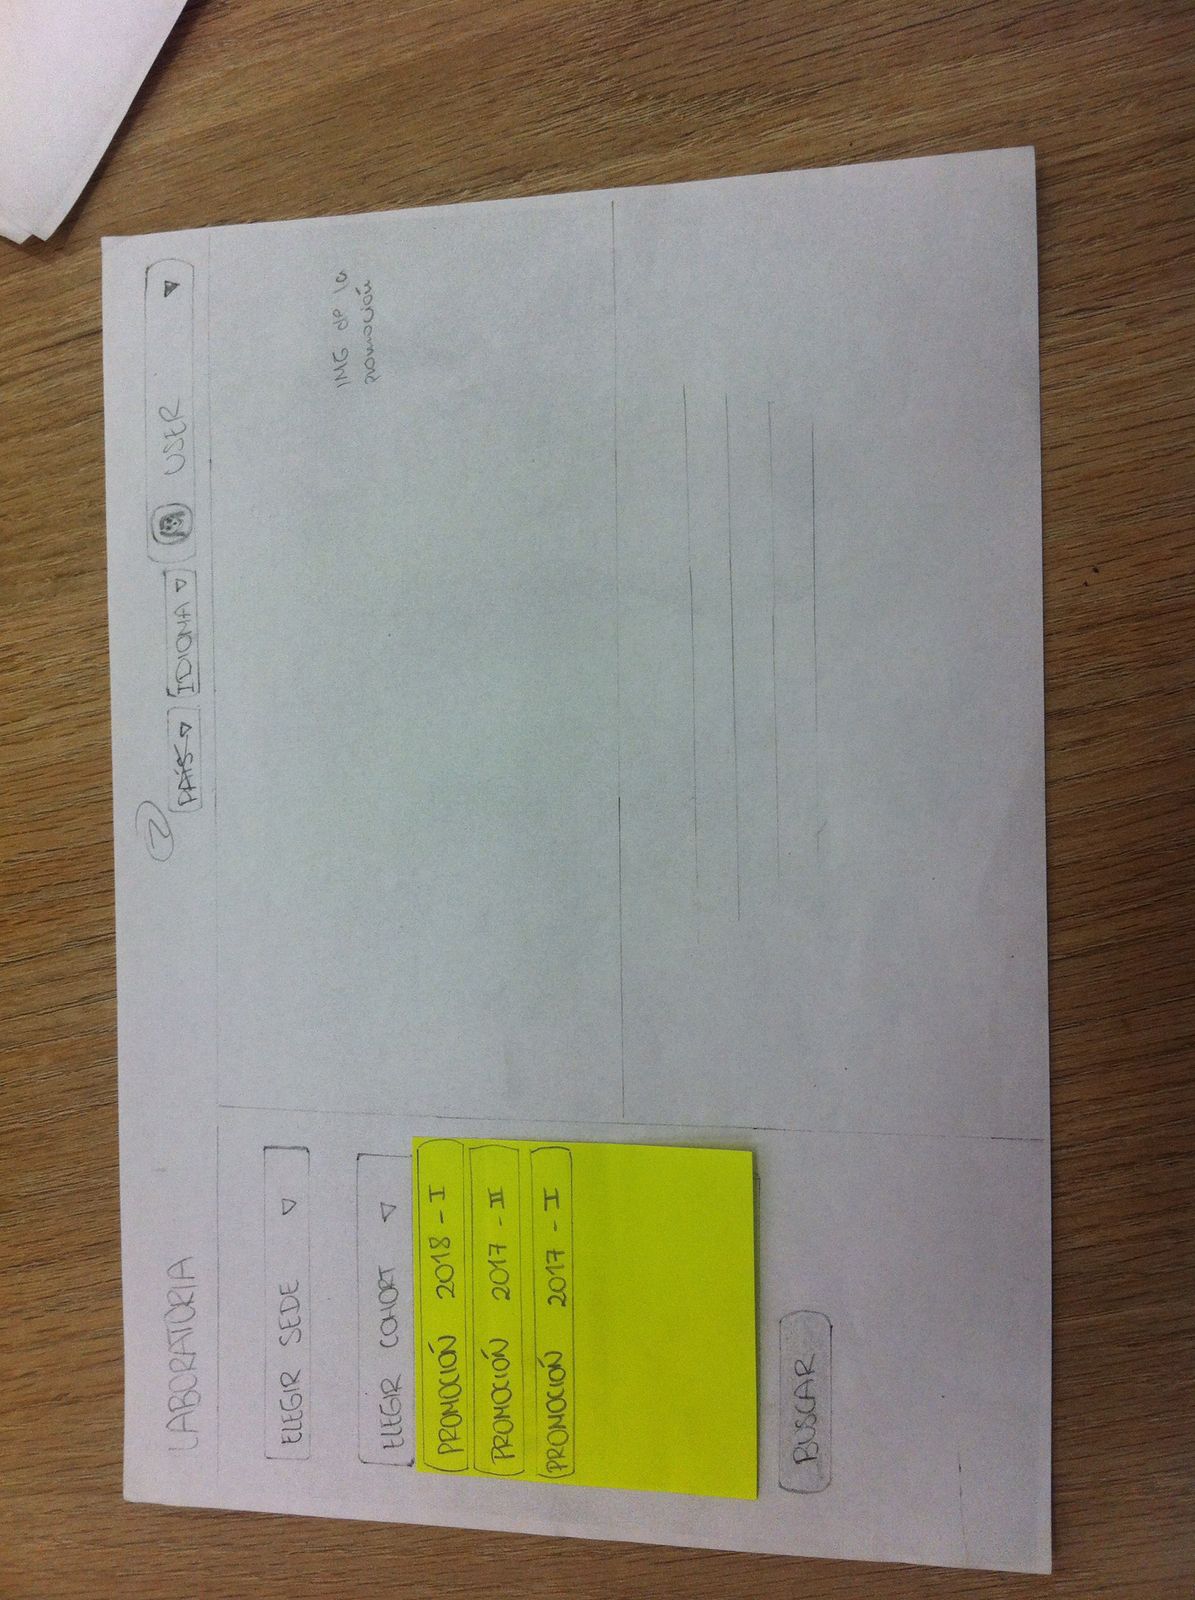 LABORATORIA
2
PAÍS
IDIOMA
USER
ELEGIR SEDE
IMG de la
promoción
ELEGIR COHORT
PROMOCIÓN 2018 - I
PROMOCIÓN 2017 - II
PROMOCIÓN 2017 - I
BUSCAR